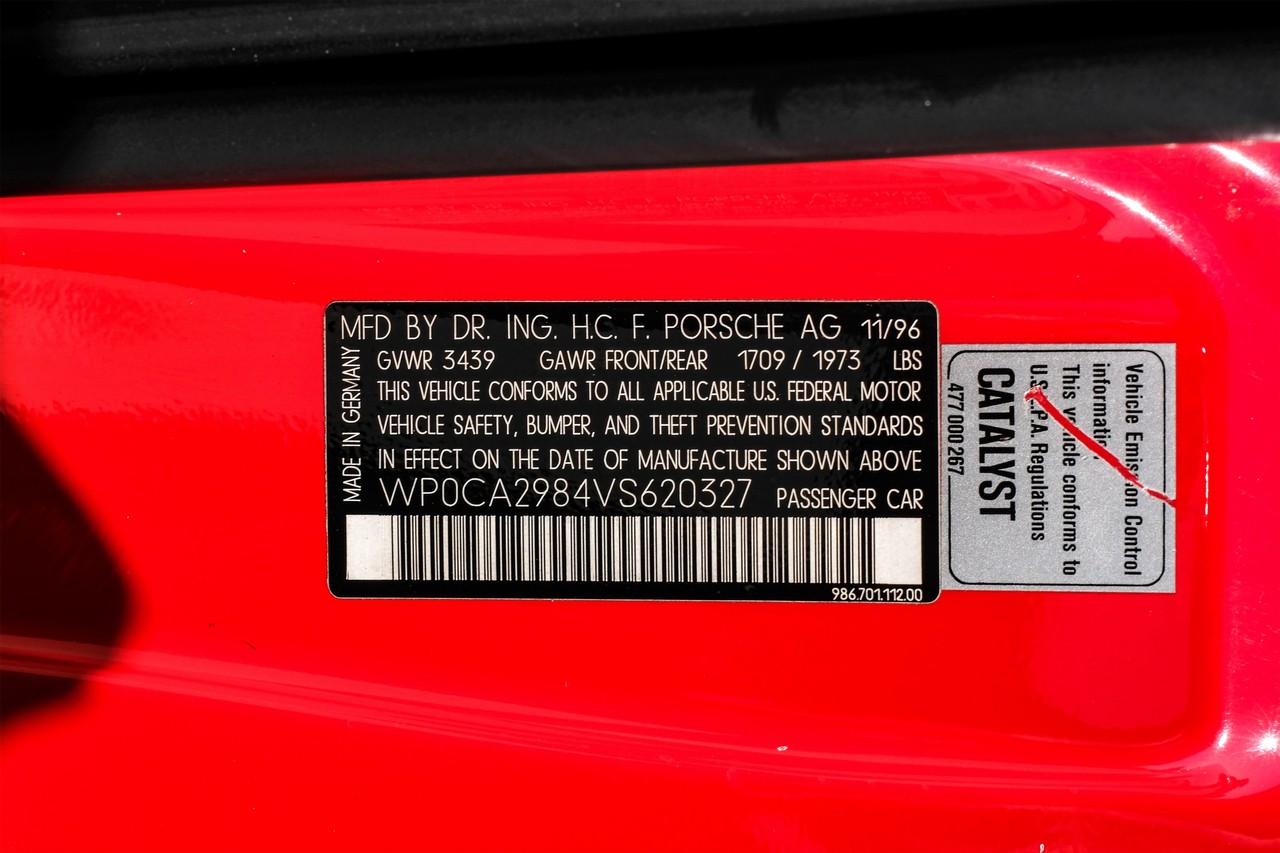 MFD BY DR. ING. H.C. F. PORSCHE AG 11/96
GVWR 3439 GAWR FRONT/REAR 1709 / 1973 LBS
THIS VEHICLE CONFORMS TO ALL APPLICABLE U.S. FEDERAL MOTOR
VEHICLE SAFETY, BUMPER, AND THEFT PREVENTION STANDARDS
IN EFFECT ON THE DATE OF MANUFACTURE SHOWN ABOVE
WP0CA2984VS620327 PASSENGER CAR
986.701.112.00
MADE IN GERMANY
Vehicle Emission Control
information
This vehicle conforms to
U.S.E.P.A. Regulations
CATALYST
477 000 267